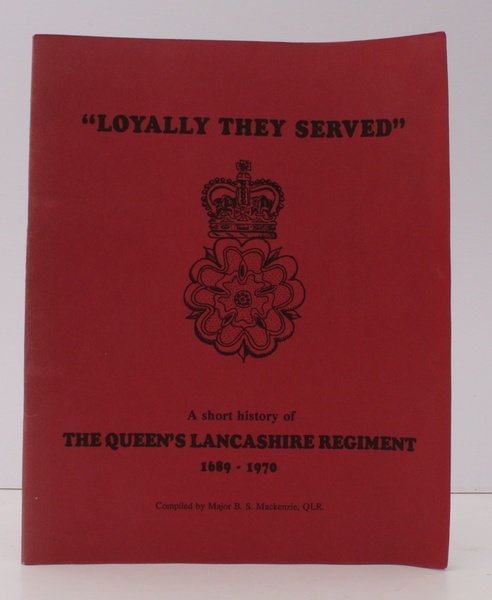 "LOYALLY THEY SERVED"
A short history of
THE QUEEN'S LANCASHIRE REGIMENT
1689 - 1970
Compiled by Major B. S. Mackenzie, QLR.